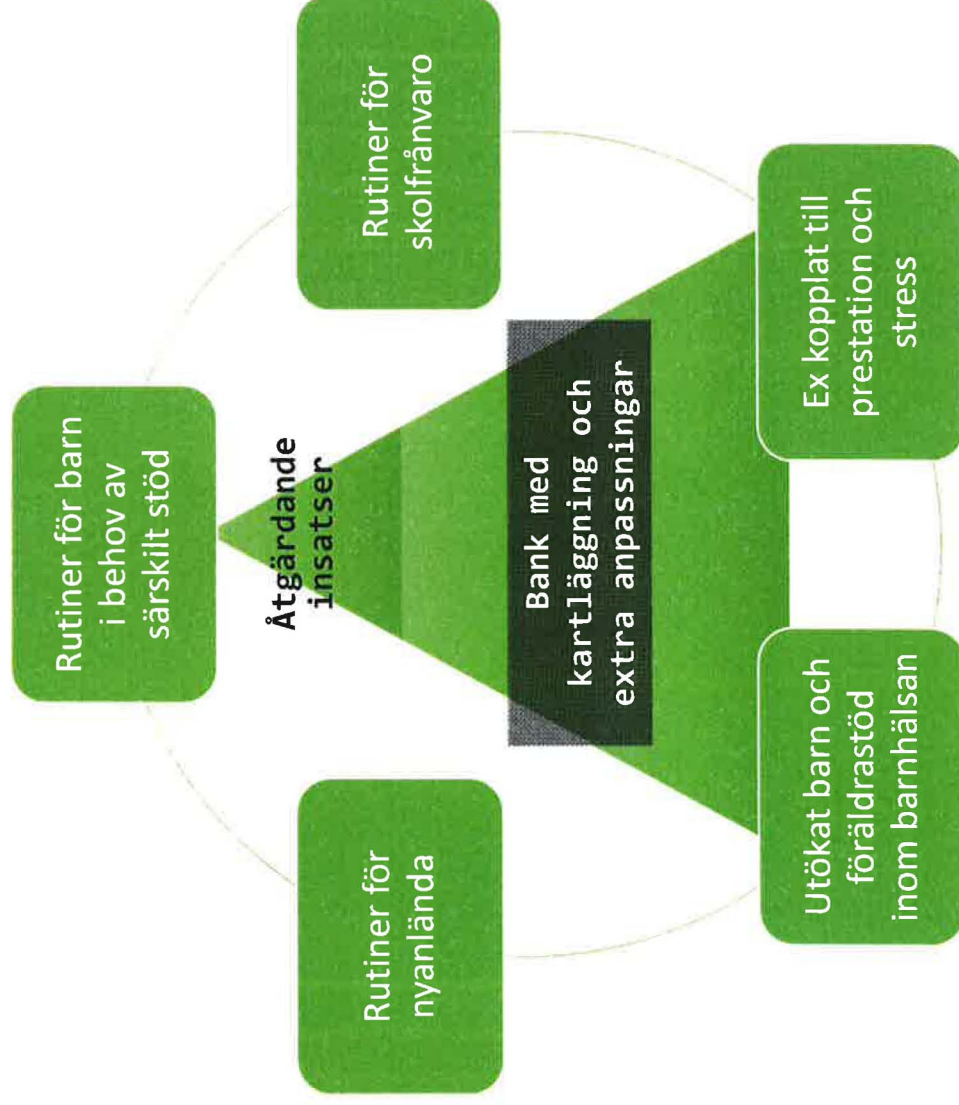 Rutiner för barn
i behov av
särskilt stöd
Rutiner för
skolfrånvaro
Ex kopplat till
prestation och
stress
Utökat barn och
föräldrastöd
inom barnhälsan
Rutiner för
nyanlända
Åtgärdande
insatser
Bank med
kartläggning och
extra anpassningar